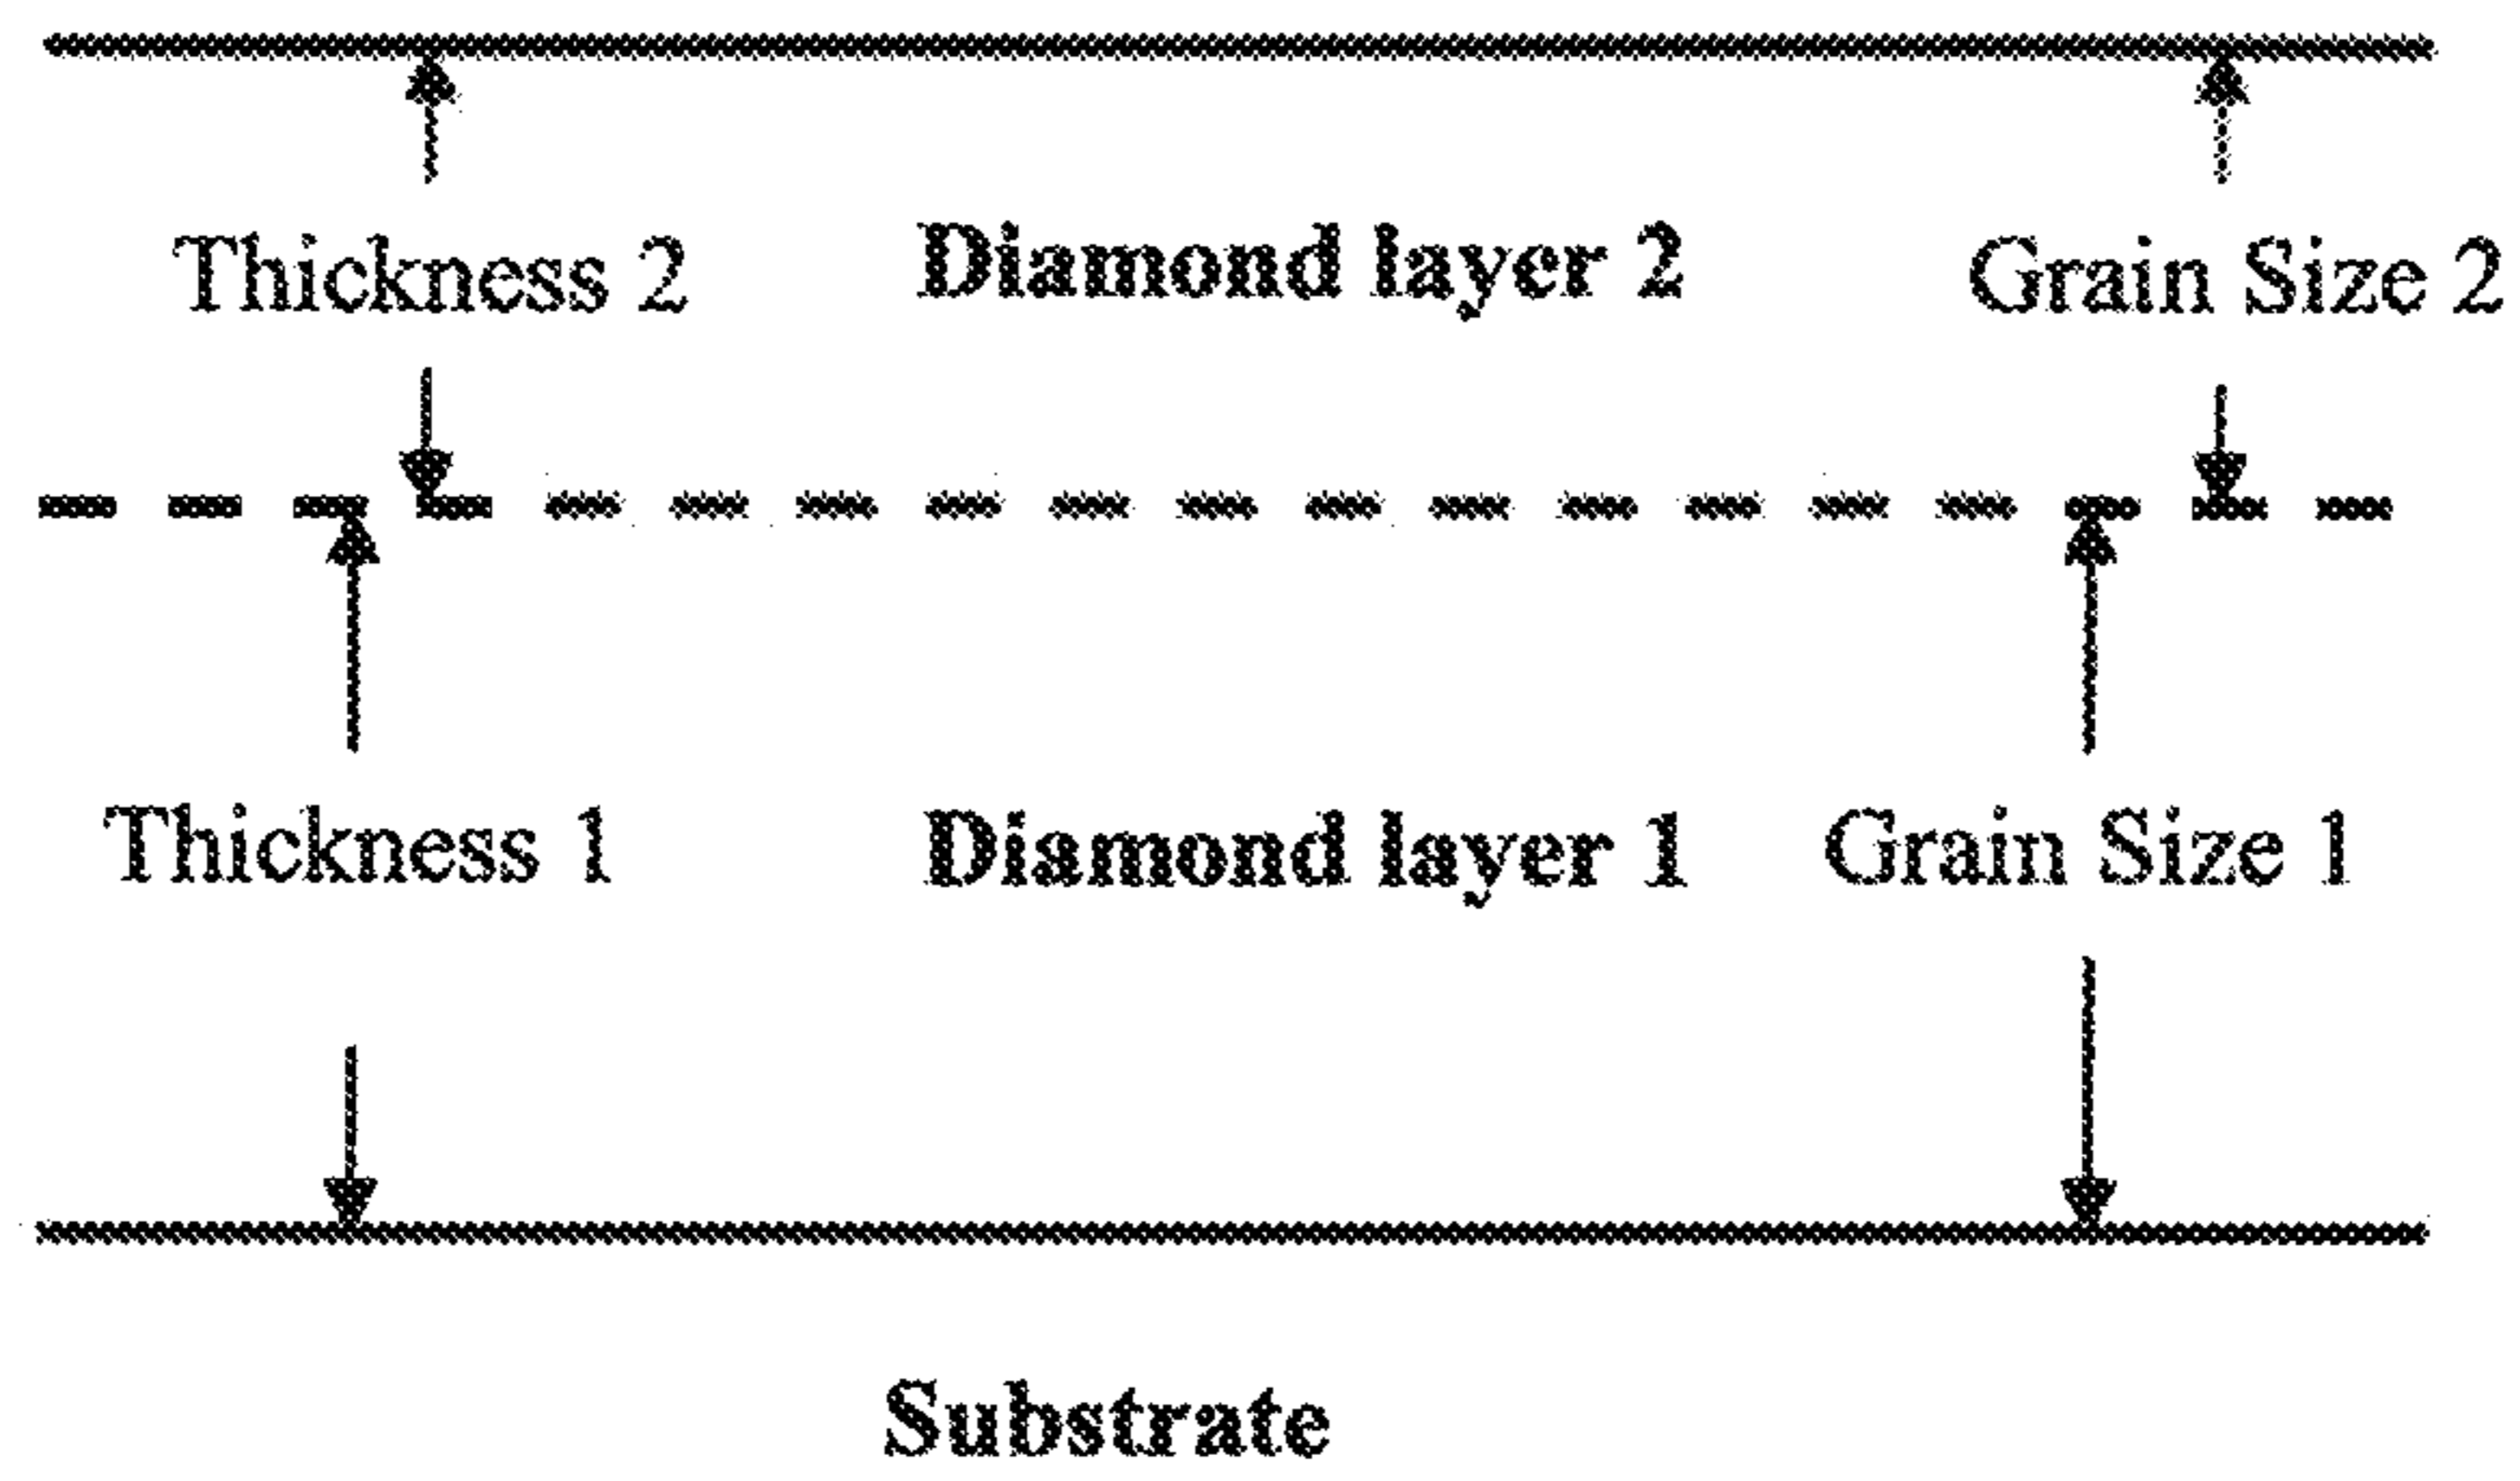 Thickness 2 Diamond layer 2 Grain Size 2
Thickness 1 Diamond layer 1 Grain Size 1
Substrate